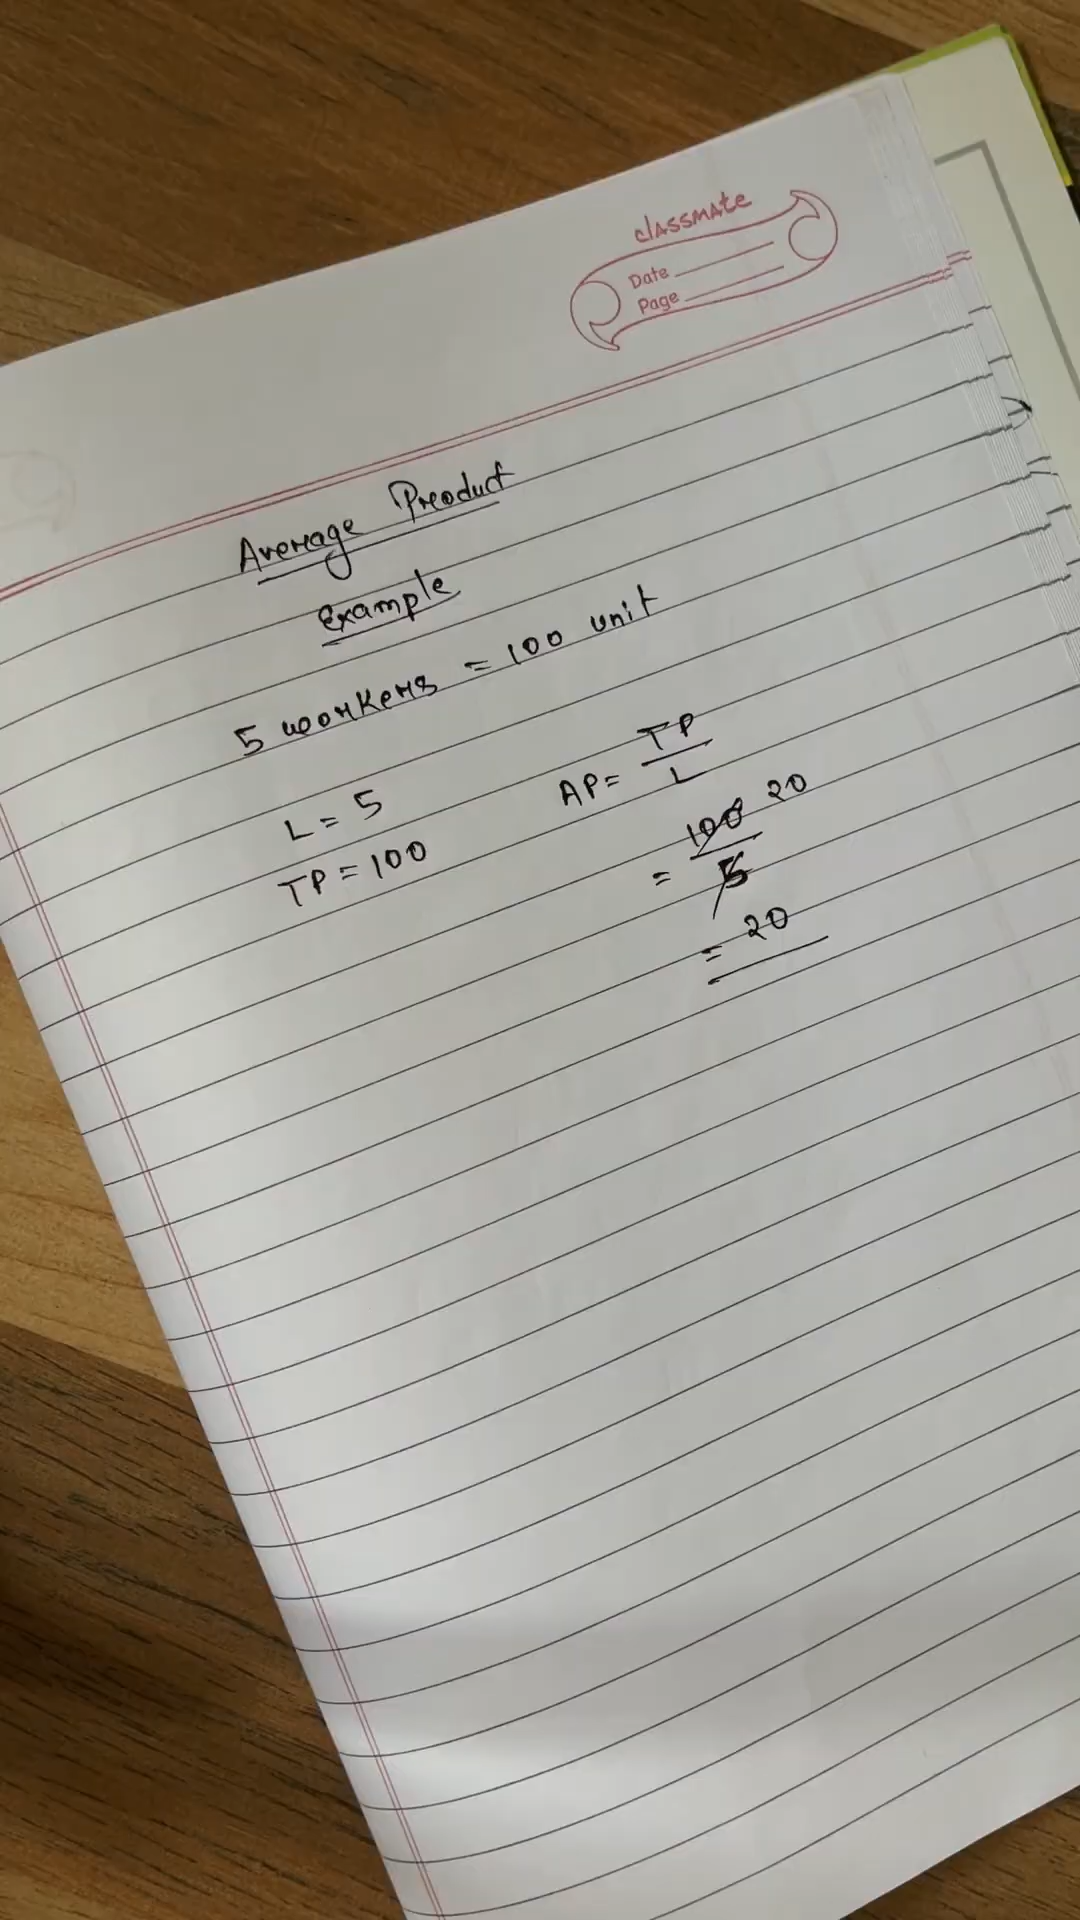 classmate
Date
Page
Average Product
Example
5 workers = 100 unit
L = 5
TP = 100
AP = TP/L
= 100/5 20
= 20